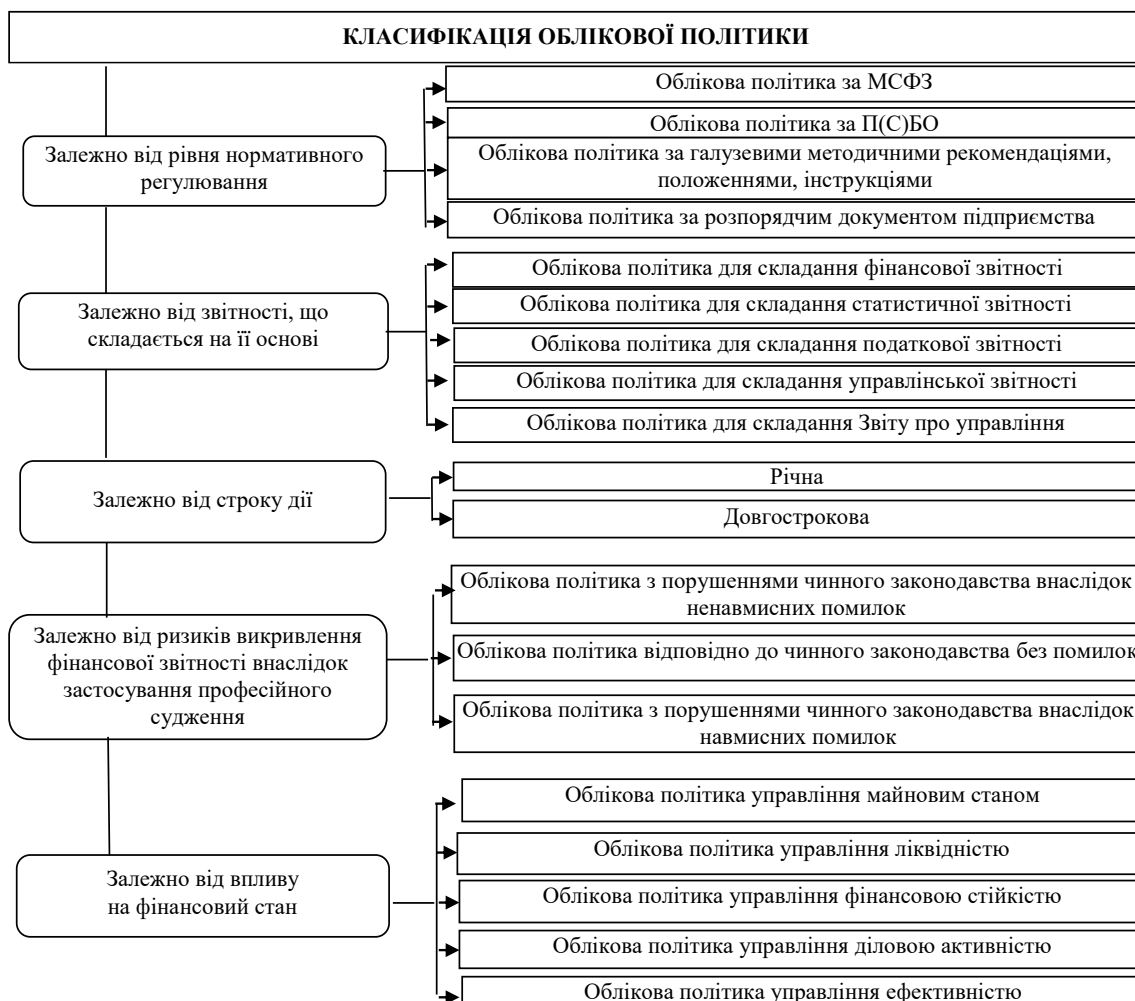 КЛАСИФІКАЦІЯ ОБЛІКОВОЇ ПОЛІТИКИ
Залежно від рівня нормативного
регулювання
Облікова політика за МСФЗ
Облікова політика за П(С)БО
Облікова політика за галузевими методичними рекомендаціями,
положеннями, інструкціями
Облікова політика за розпорядчим документом підприємства
Залежно від звітності, що
складається на її основі
Облікова політика для складання фінансової звітності
Облікова політика для складання статистичної звітності
Облікова політика для складання податкової звітності
Облікова політика для складання управлінської звітності
Облікова політика для складання Звіту про управління
Залежно від строку дії
Річна
Довгострокова
Залежно від ризиків викривлення
фінансової звітності внаслідок
застосування професійного
судження
Облікова політика з порушеннями чинного законодавства внаслідок
ненавмисних помилок
Облікова політика відповідно до чинного законодавства без помилок
Облікова політика з порушеннями чинного законодавства внаслідок
навмисних помилок
Залежно від впливу
на фінансовий стан
Облікова політика управління майновим станом
Облікова політика управління ліквідністю
Облікова політика управління фінансовою стійкістю
Облікова політика управління діловою активністю
Облікова політика управління ефективністю